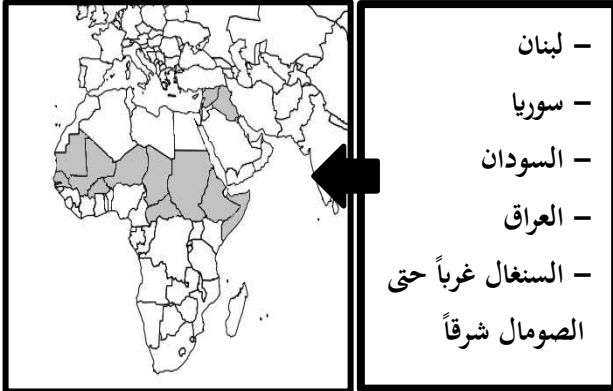 – لبنان
– سوريا
– السودان
– العراق
– السنغال غرباً حتى
الصومال شرقاً